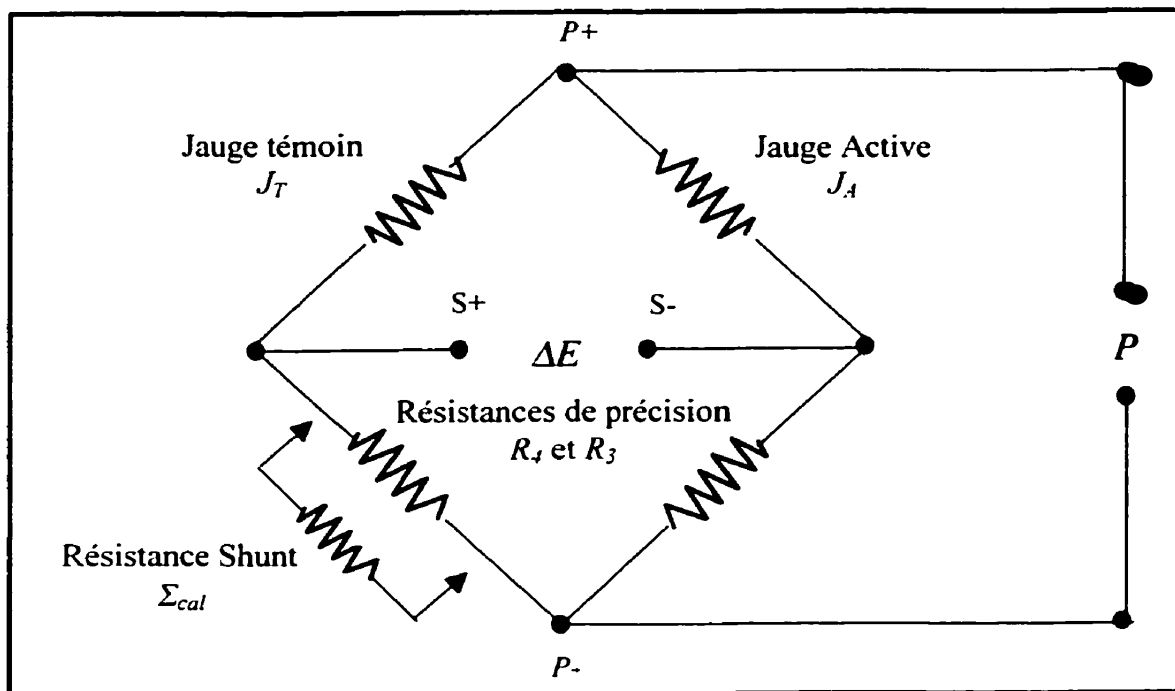 P+
Jauge témoin
J_T
Jauge Active
J_A
S+
S-
ΔE
P
Résistances de précision
R_4 et R_3
Résistance Shunt
Σ_cal
P-